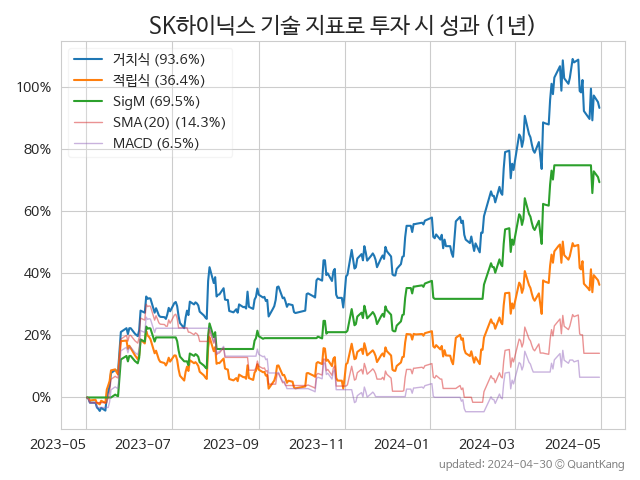 SK하이닉스 기술 지표로 투자 시 성과 (1년)
거치식 (93.6%)
적립식 (36.4%)
SigM (69.5%)
SMA(20) (14.3%)
MACD (6.5%)
100%
80%
60%
40%
20%
0%
2023-05 2023-07 2023-09 2023-11 2024-01 2024-03 2024-05
updated: 2024-04-30 © QuantKang